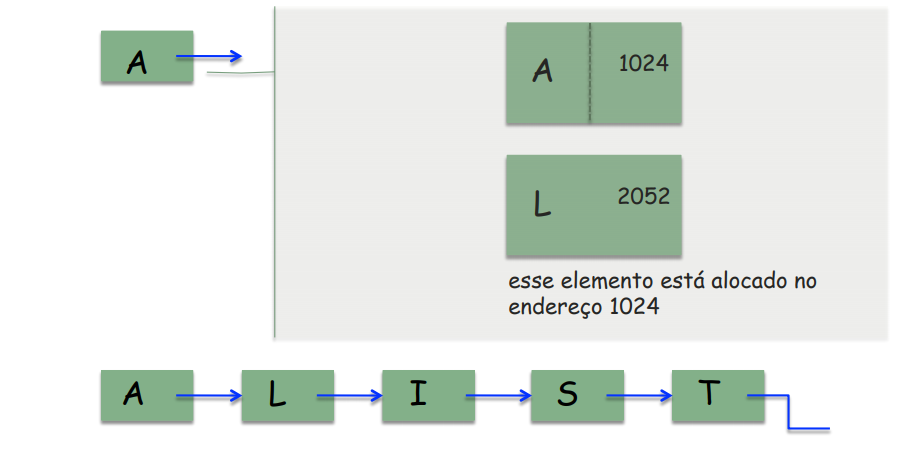 A
A 1024
L 2052
esse elemento está alocado no
endereço 1024
A L I S T